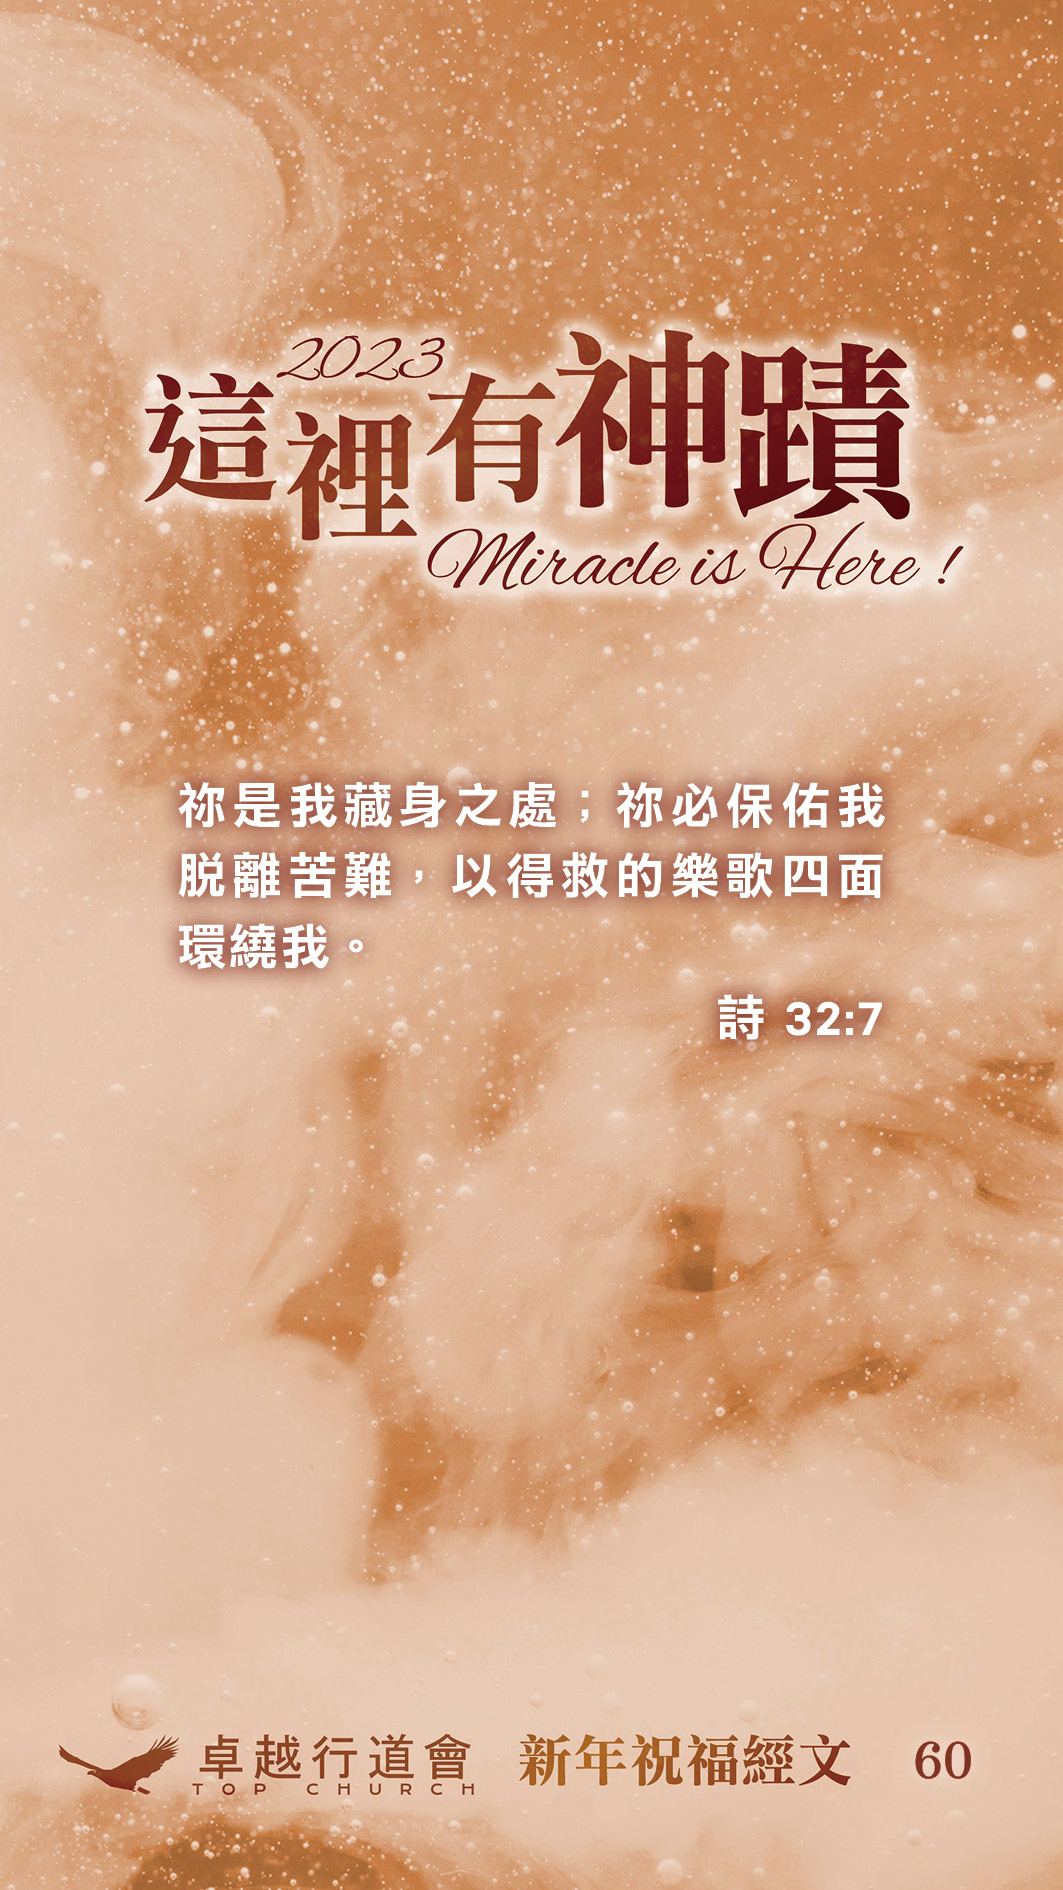 2023
這裡有神蹟
Miracle is Here !
祢是我藏身之處；祢必保佑我
脫離苦難，以得救的樂歌四面
環繞我。
詩 32:7
卓越行道會
TOP CHURCH
新年祝福經文
60